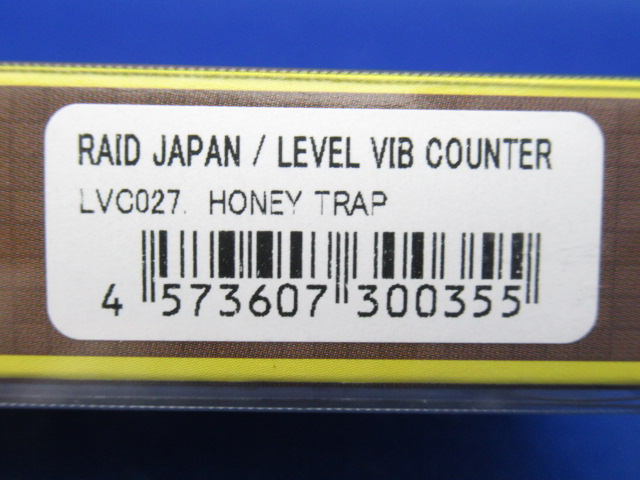 RAID JAPAN / LEVEL VIB COUNTER
LVC027. HONEY TRAP
4 573607 300355